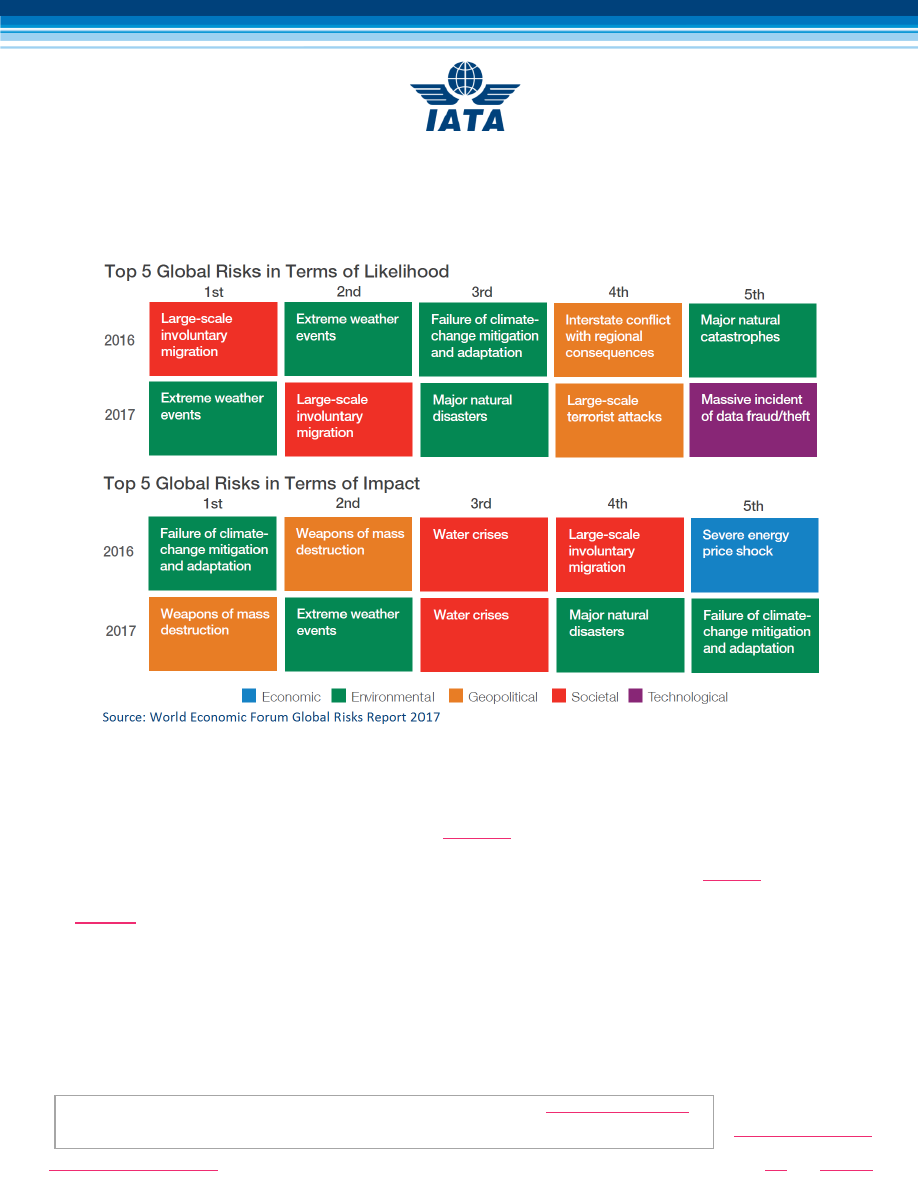 IATA
Top 5 Global Risks in Terms of Likelihood
1st 2nd 3rd 4th 5th
2016
Large-scale
involuntary
migration
Extreme weather
events
Failure of climate-
change mitigation
and adaptation
Interstate conflict
with regional
consequences
Major natural
catastrophes
2017
Extreme weather
events
Large-scale
involuntary
migration
Major natural
disasters
Large-scale
terrorist attacks
Massive incident
of data fraud/theft
Top 5 Global Risks in Terms of Impact
1st 2nd 3rd 4th 5th
2016
Failure of climate-
change mitigation
and adaptation
Weapons of mass
destruction
Water crises
Large-scale
involuntary
migration
Severe energy
price shock
2017
Weapons of mass
destruction
Extreme weather
events
Water crises
Major natural
disasters
Failure of climate-
change mitigation
and adaptation
Economic Environmental Geopolitical Societal Technological
Source: World Economic Forum Global Risks Report 2017